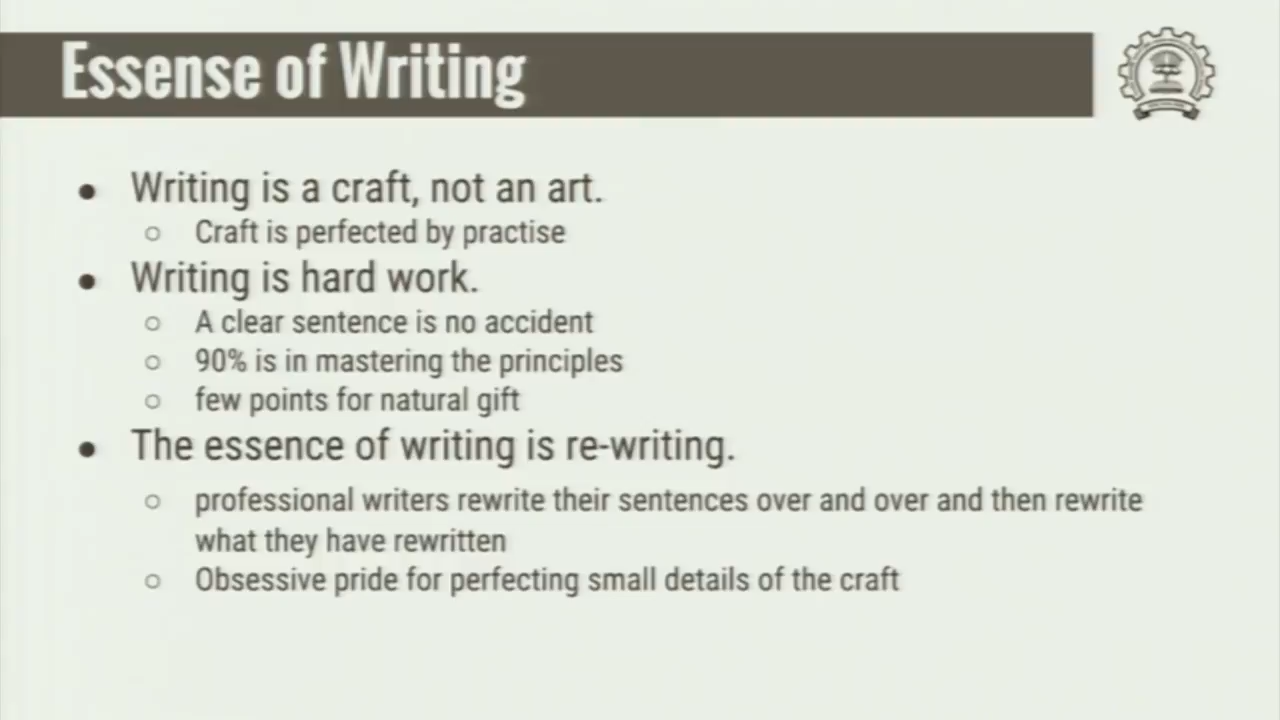 Essense of Writing
● Writing is a craft, not an art.
○ Craft is perfected by practise
● Writing is hard work.
○ A clear sentence is no accident
○ 90% is in mastering the principles
○ few points for natural gift
● The essence of writing is re-writing.
○ professional writers rewrite their sentences over and over and then rewrite
what they have rewritten
○ Obsessive pride for perfecting small details of the craft